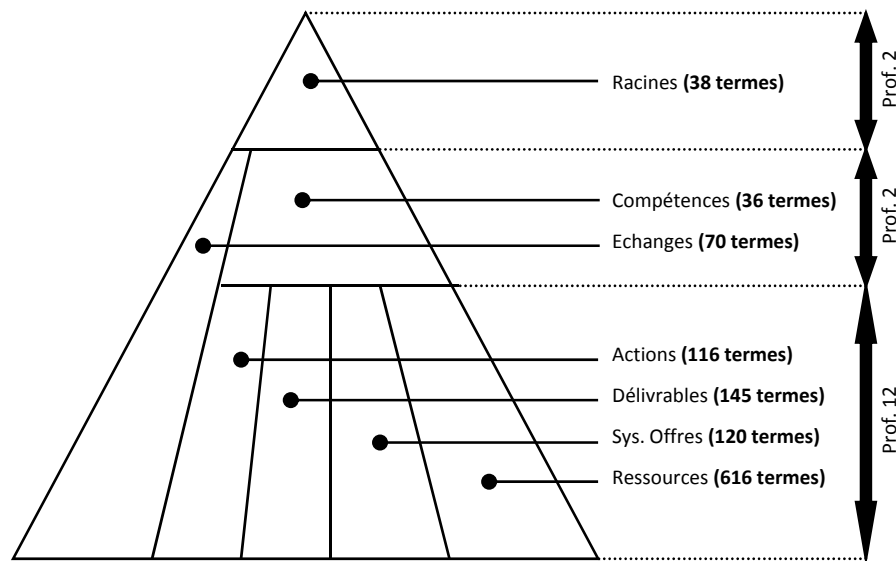 Racines (38 termes)
Prof. 2
Compétences (36 termes)
Echanges (70 termes)
Prof. 2
Actions (116 termes)
Délivrables (145 termes)
Sys. Offres (120 termes)
Ressources (616 termes)
Prof. 12